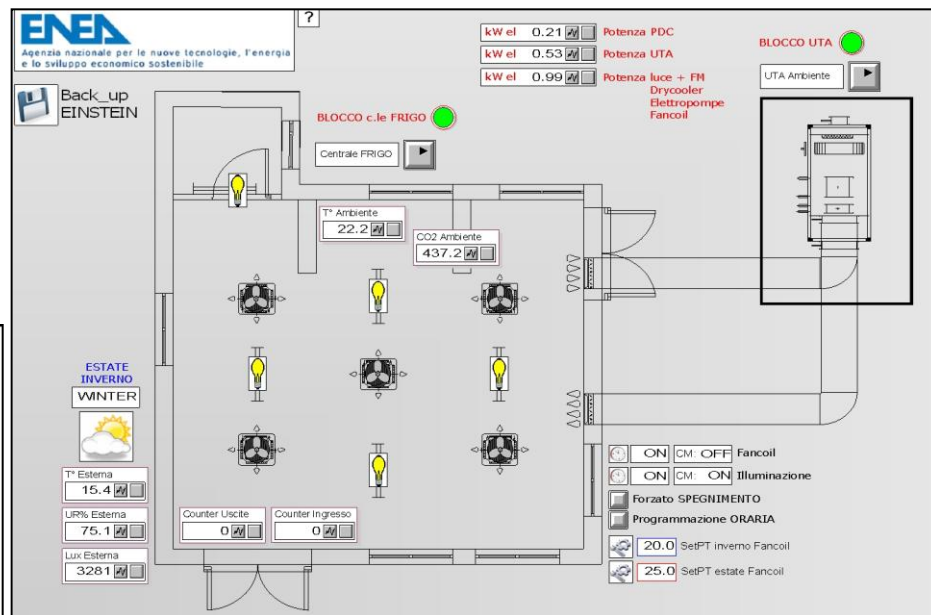 ?
ENEA
Agenzia nazionale per le nuove tecnologie, l'energia
e lo sviluppo economico sostenibile
kW el 0.21 Potenza PDC
kW el 0.53 Potenza UTA
kW el 0.99 Potenza luce + FM
Drycooler
Elettropompe
Fancoil
BLOCCO UTA
UTA Ambiente
Back_up
EINSTEIN
BLOCCO c.le FRIGO
Centrale FRIGO
T° Ambiente
22.2
CO2 Ambiente
437.2
ESTATE
INVERNO
WINTER
T° Esterna
15.4
UR% Esterna
75.1
Lux Esterna
3281
Counter Uscite
0
Counter Ingresso
0
ON CM: OFF Fancoil
ON CM: ON Illuminazione
Forzato SPEGNIMENTO
Programmazione ORARIA
20.0 SetPT inverno Fancoil
25.0 SetPT estate Fancoil